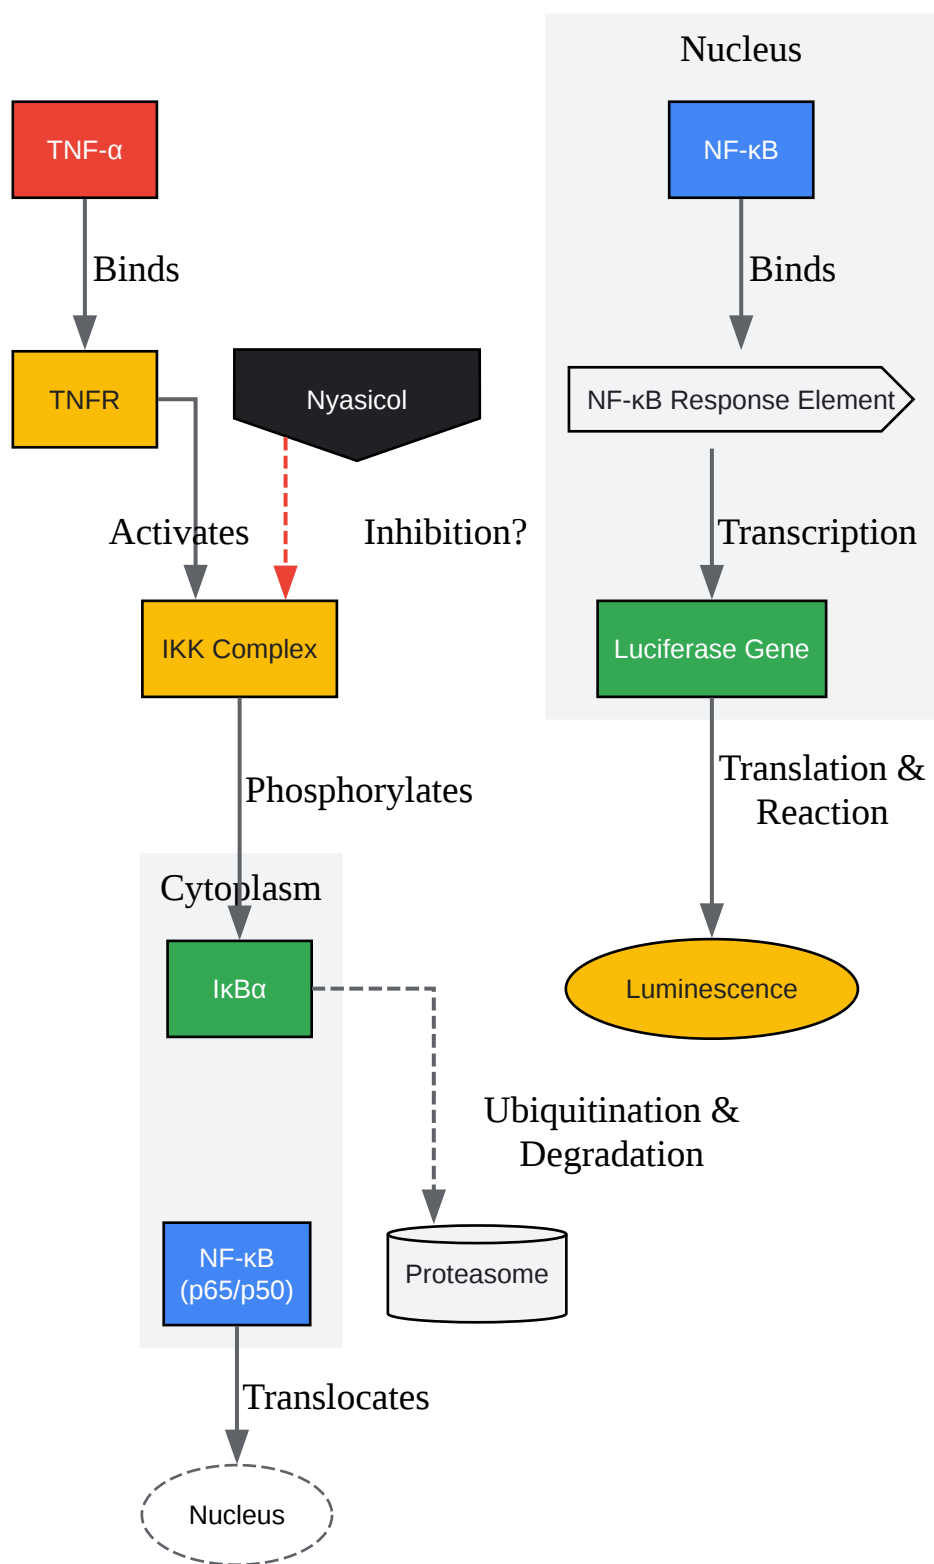 Nucleus
TNF-α
NF-κB
Binds
Binds
TNFR
Nyasicol
NF-κB Response Element
Activates
Inhibition?
Transcription
IKK Complex
Luciferase Gene
Phosphorylates
Translation &
Reaction
Cytoplasm
IκBα
Luminescence
Ubiquitination &
Degradation
NF-κB
(p65/p50)
Proteasome
Translocates
Nucleus